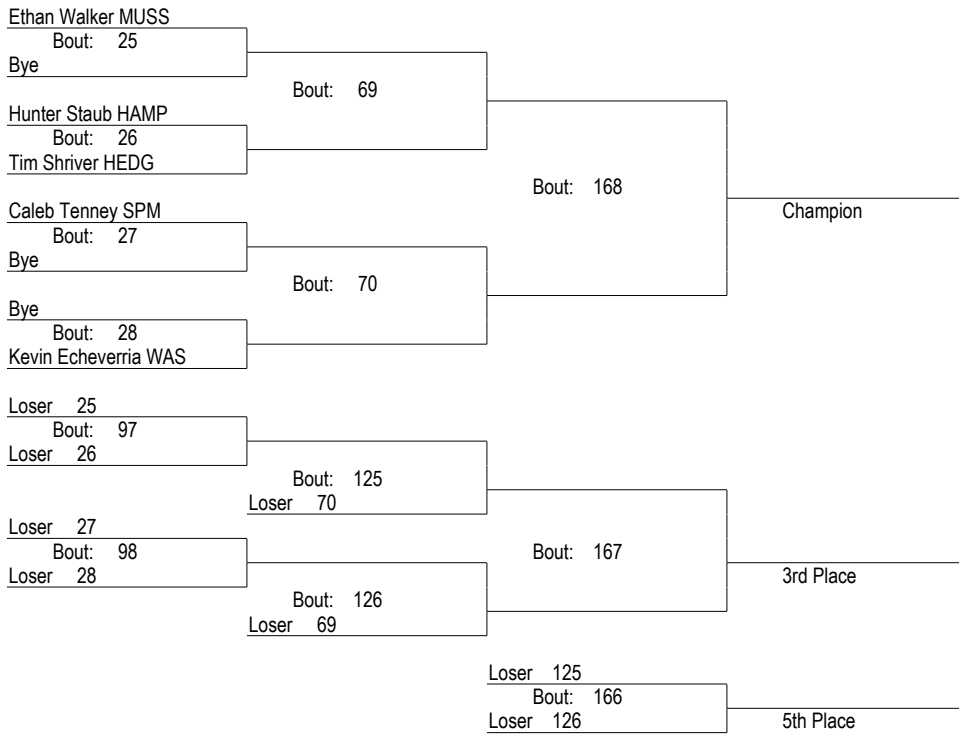 Ethan Walker MUSS
Bout: 25
Bye
Bout: 69
Hunter Staub HAMP
Bout: 26
Tim Shriver HEDG
Bout: 168
Caleb Tenney SPM
Champion
Bout: 27
Bye
Bout: 70
Bye
Bout: 28
Kevin Echeverria WAS
Loser 25
Bout: 97
Loser 26
Bout: 125
Loser 70
Loser 27
Bout: 98
Bout: 167
Loser 28
3rd Place
Bout: 126
Loser 69
Loser 125
Bout: 166
Loser 126
5th Place